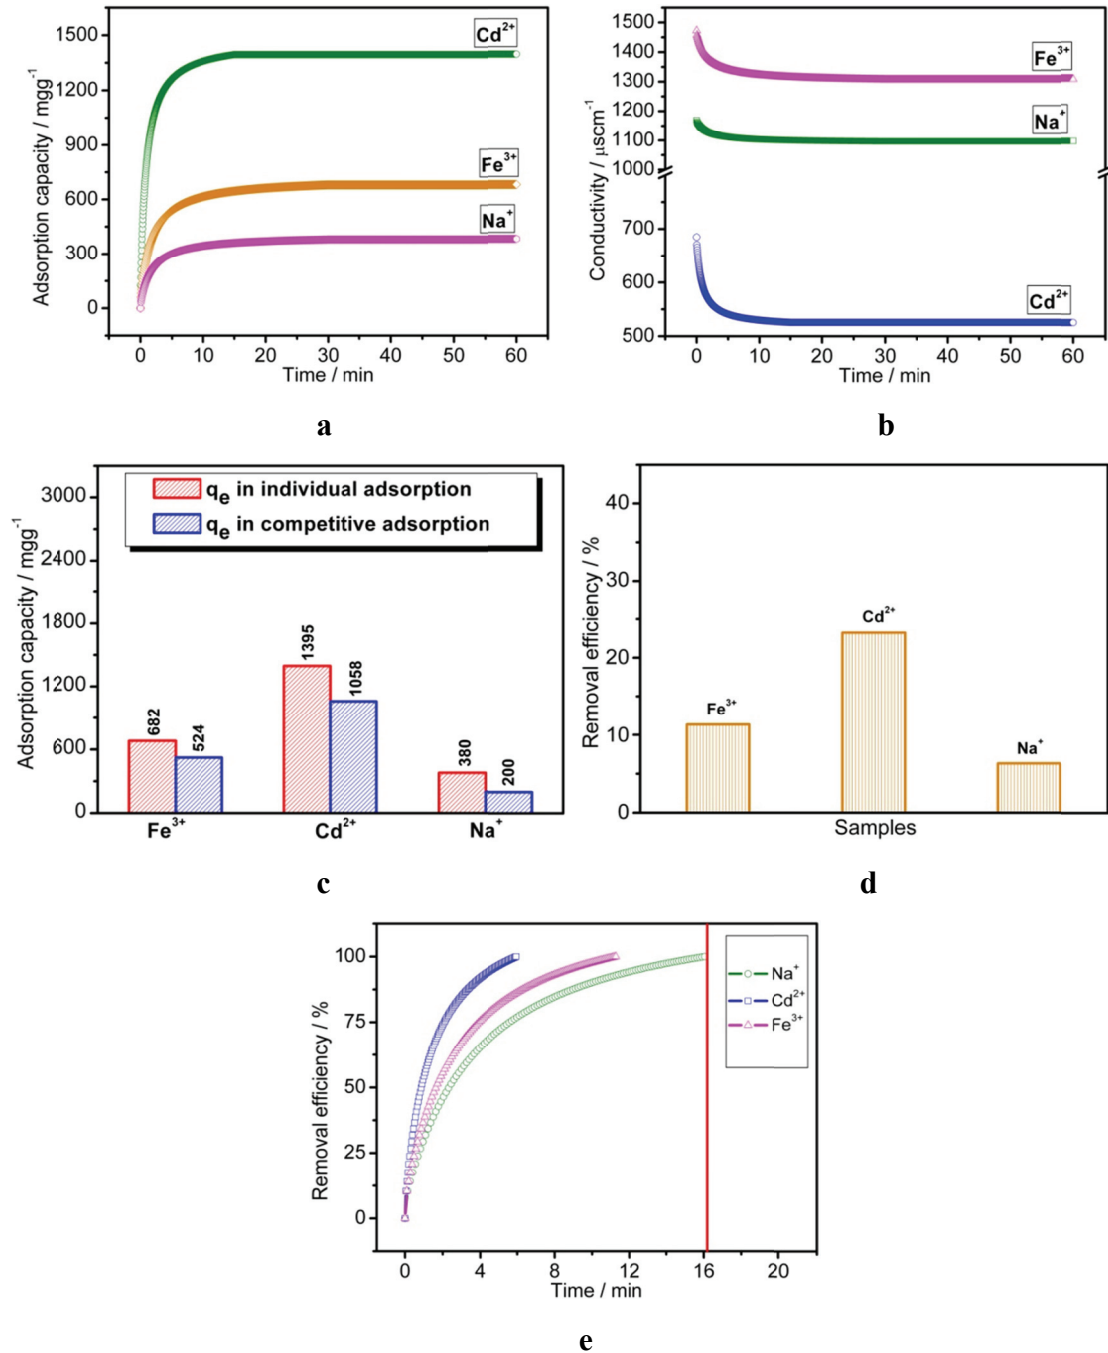 Adsorption capacity / mgg⁻¹
1500
1200
900
600
300
0
Cd²⁺
Fe³⁺
Na⁺
0 10 20 30 40 50 60
Time / min
a
Conductivity / μscm⁻¹
1500
1400
1300
1200
1100
1000
700
600
500
Fe³⁺
Na⁺
Cd²⁺
0 10 20 30 40 50 60
Time / min
b
Adsorption capacity / mgg⁻¹
3000
2400
1800
1200
600
0
qₑ in individual adsorption
qₑ in competitive adsorption
682
524
1395
1058
380
200
Fe³⁺ Cd²⁺ Na⁺
c
Removal efficiency / %
40
30
20
10
0
Fe³⁺
Cd²⁺
Na⁺
Samples
d
Removal efficiency / %
100
75
50
25
0
Na⁺
Cd²⁺
Fe³⁺
0 4 8 12 16 20
Time / min
e